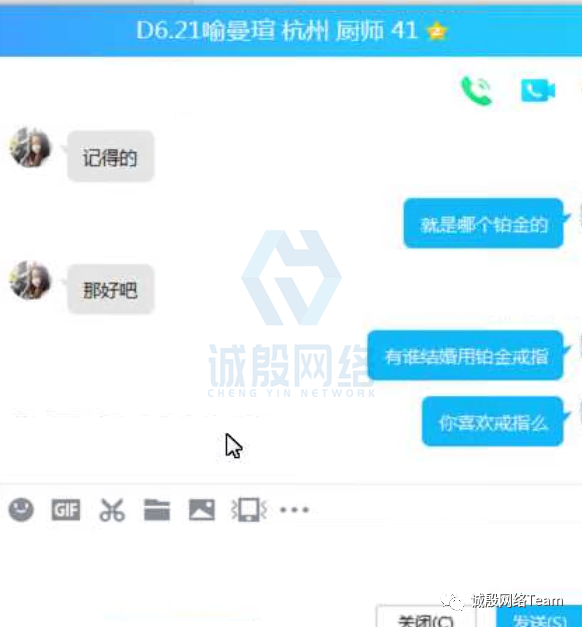 D6.21喻曼瑄 杭州 厨师 41
记得的
就是哪个铂金的
那好吧
有谁结婚用铂金戒指
诚殷网络
CHENG YIN NETWORK
你喜欢戒指么
GIF
诚殷网络Team
关闭(C)
发送(S)